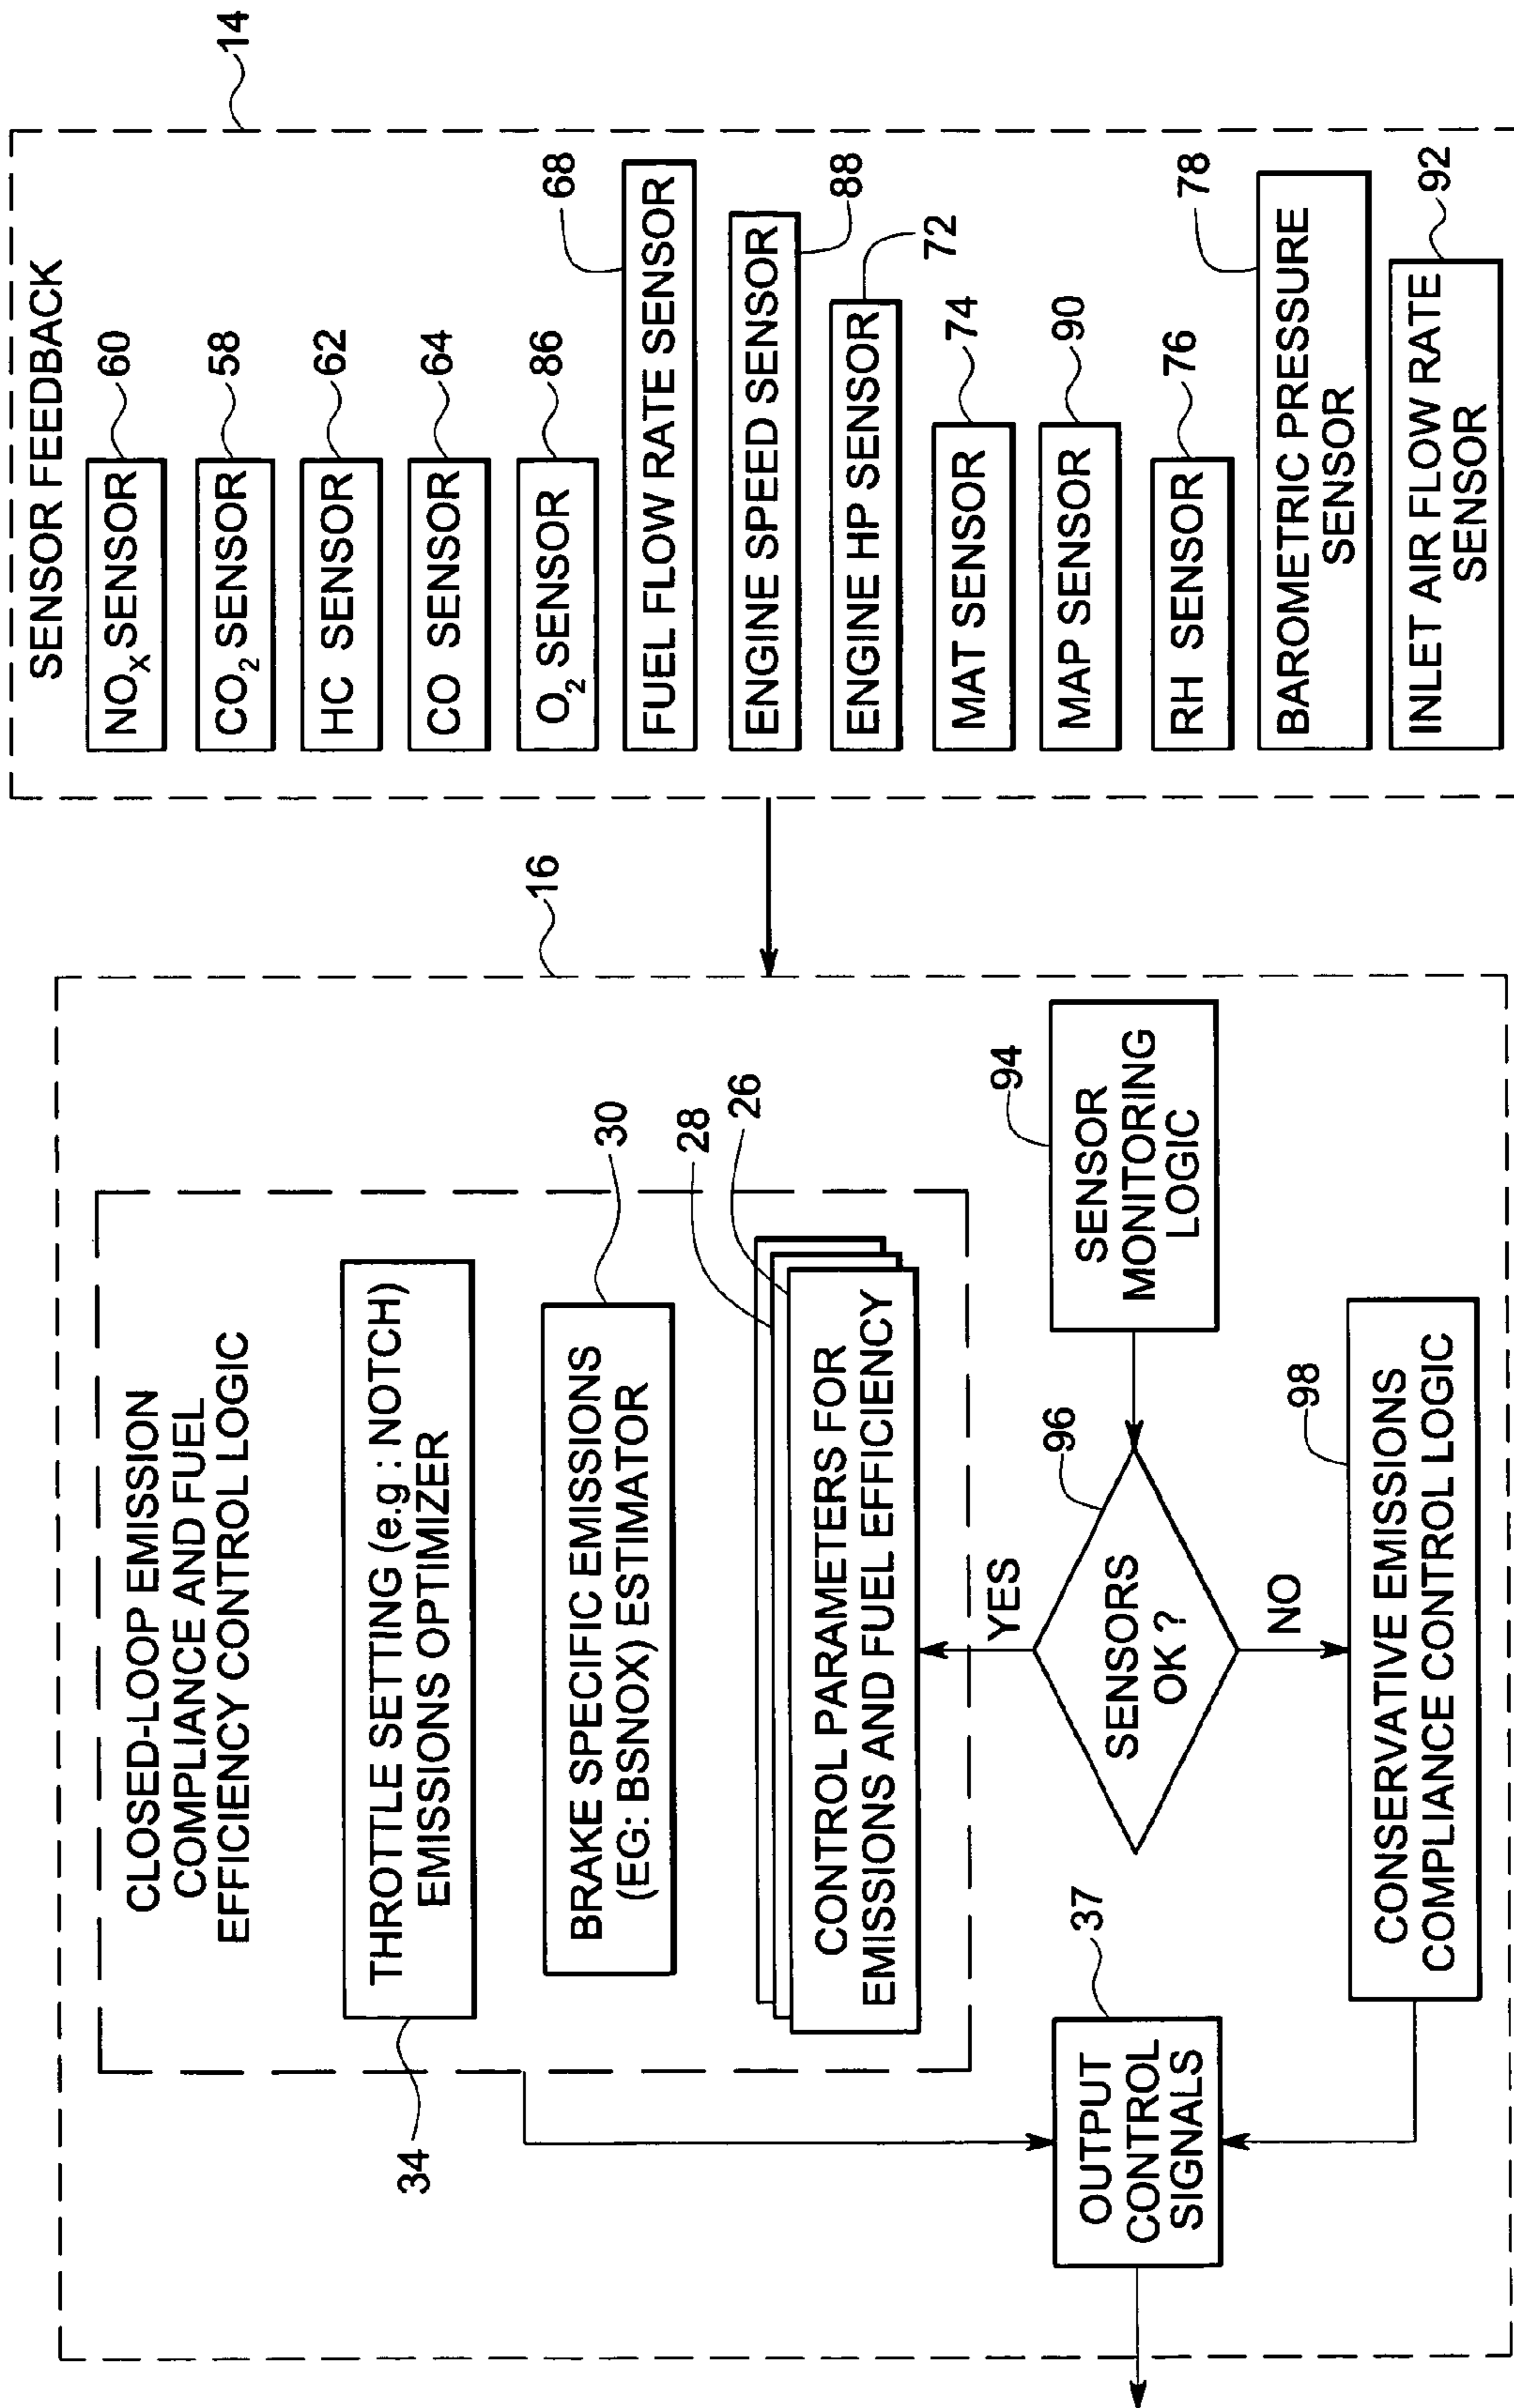 SENSOR FEEDBACK
14
NOX SENSOR
60
CO2 SENSOR
58
HC SENSOR
62
CO SENSOR
64
O2 SENSOR
86
FUEL FLOW RATE SENSOR
68
ENGINE SPEED SENSOR
88
ENGINE HP SENSOR
72
MAT SENSOR
74
MAP SENSOR
90
RH SENSOR
76
BAROMETRIC PRESSURE
SENSOR
78
INLET AIR FLOW RATE
SENSOR
92
16
CLOSED-LOOP EMISSION
COMPLIANCE AND FUEL
EFFICIENCY CONTROL LOGIC
THROTTLE SETTING (e.g : NOTCH)
EMISSIONS OPTIMIZER
34
BRAKE SPECIFIC EMISSIONS
(EG: BSNOX) ESTIMATOR
30
28
26
CONTROL PARAMETERS FOR
EMISSIONS AND FUEL EFFICIENCY
SENSOR
MONITORING
LOGIC
94
YES
SENSORS
OK ?
96
NO
CONSERVATIVE EMISSIONS
COMPLIANCE CONTROL LOGIC
98
OUTPUT
CONTROL
SIGNALS
37